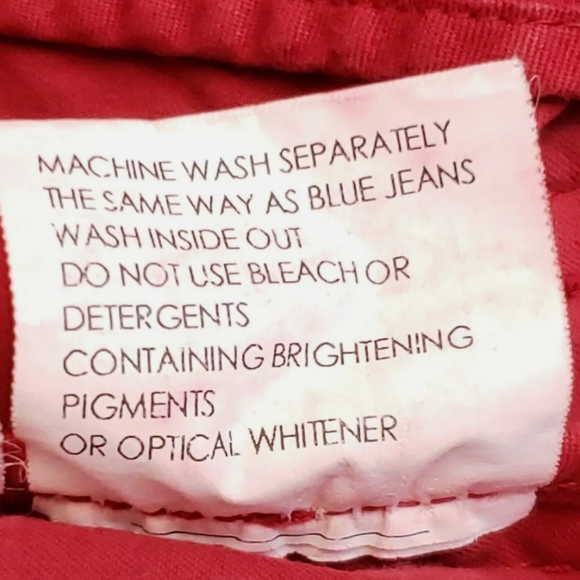 MACHINE WASH SEPARATELY
THE SAME WAY AS BLUE JEANS
WASH INSIDE OUT
DO NOT USE BLEACH OR
DETERGENTS
CONTAINING BRIGHTENING
PIGMENTS
OR OPTICAL WHITENER